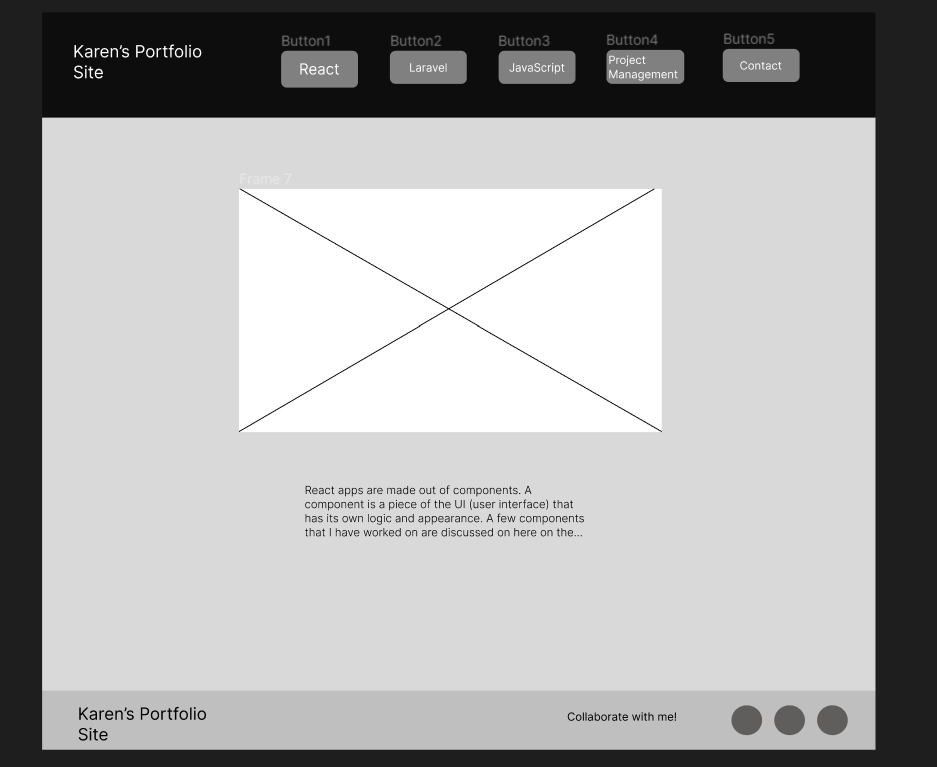 Karen’s Portfolio
Site
Button1
Button2
Button3
Button4
Button5
React
Laravel
JavaScript
Project
Management
Contact
Frame 7
React apps are made out of components. A
component is a piece of the UI (user interface) that
has its own logic and appearance. A few components
that I have worked on are discussed on here on the...
Karen’s Portfolio
Site
Collaborate with me!